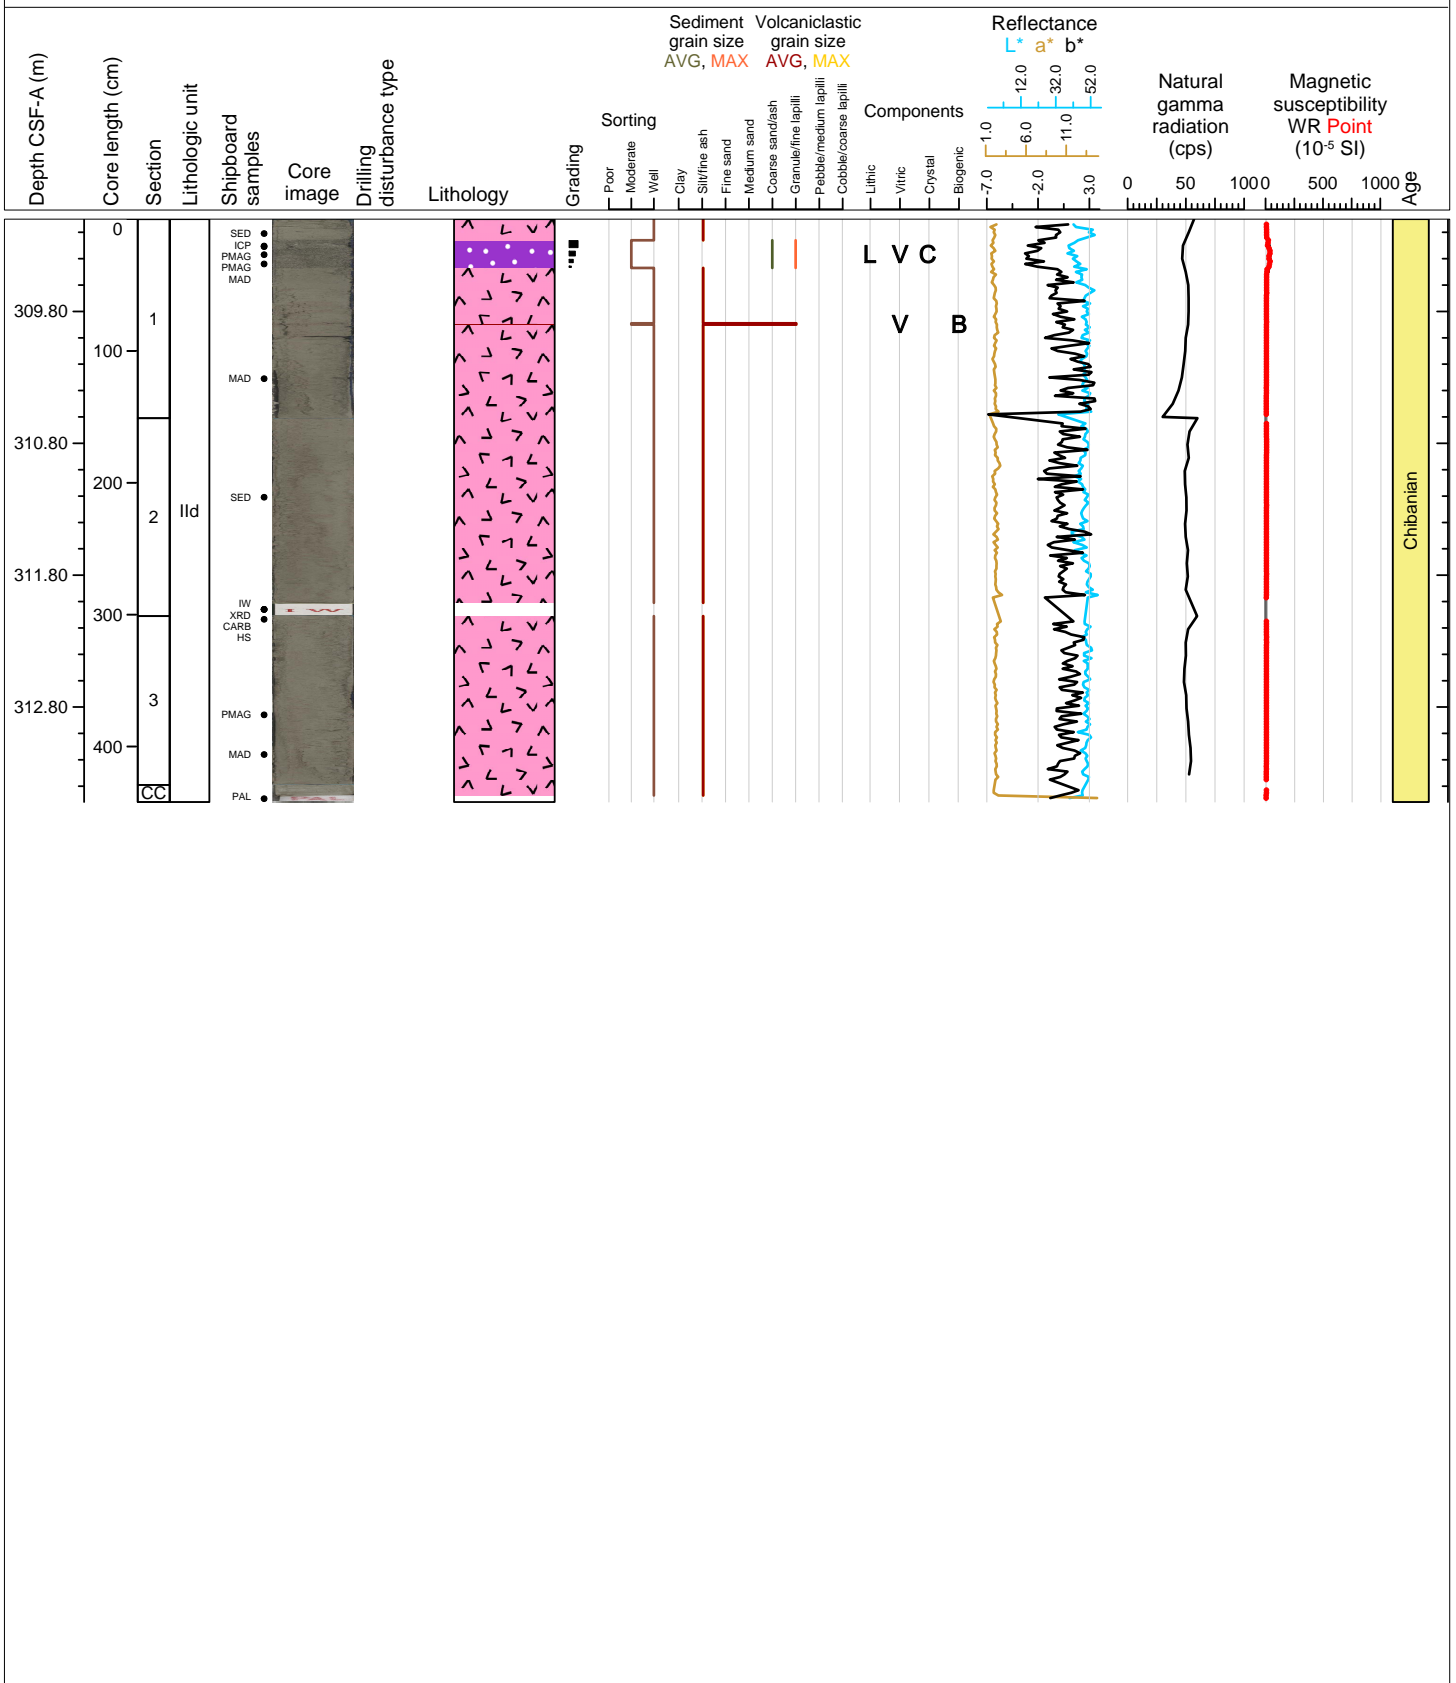 Depth CSF-A (m)
Core length (cm)
Section
Lithologic unit
Shipboard
samples
Core
image
Drilling
disturbance type
Lithology
Grading
Sorting
Poor
Moderate
Well
Sediment
grain size
AVG, MAX
Volcaniclastic
grain size
AVG, MAX
Clay
Silt/fine ash
Fine sand
Medium sand
Coarse sand/ash
Granule/fine lapilli
Pebble/medium lapilli
Cobble/coarse lapilli
Components
Lithic
Vitric
Crystal
Biogenic
Reflectance
L* a* b*
12.0 32.0 52.0
1.0 6.0 11.0
-7.0 -2.0 3.0
Natural
gamma
radiation
(cps)
0 50 100
Magnetic
susceptibility
WR Point
(10-5 SI)
0 500 1000
Age
0
SED
ICP
PMAG
PMAG
MAD
L V C
309.80
1
V B
100
MAD
310.80
200
SED
2
IId
Chibanian
311.80
IW
I W
300
XRD
CARB
HS
3
312.80
PMAG
400
MAD
CC
PAL
PAL